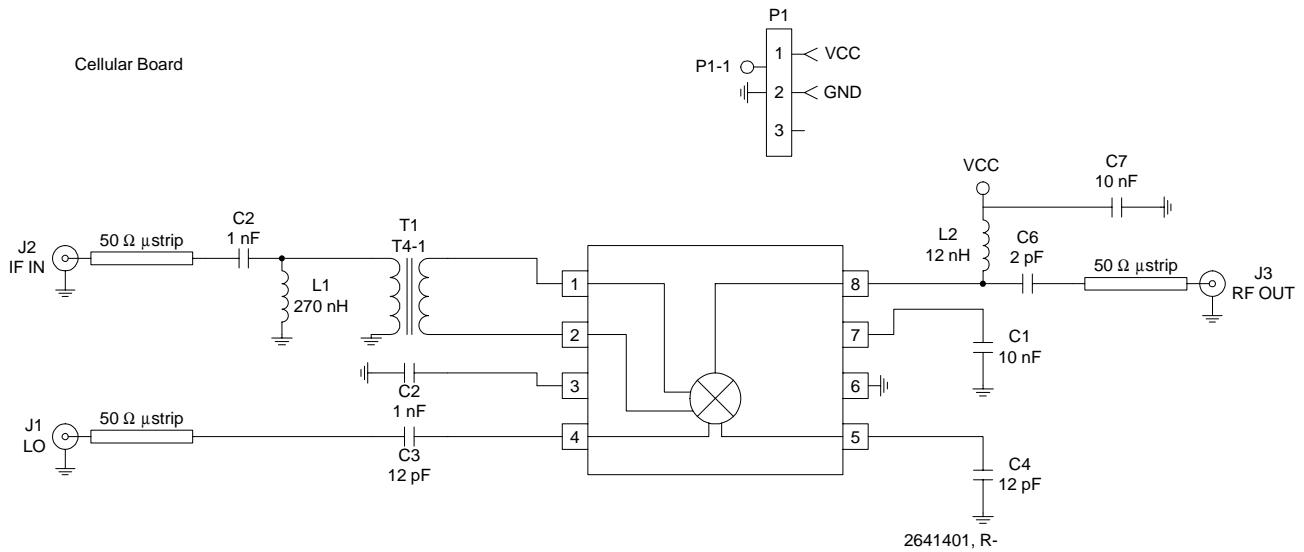 P1
Cellular Board
1
VCC
P1-1
2
GND
3
VCC
C7
10 nF
J2
IF IN
50 Ω µstrip
C2
1 nF
L1
270 nH
T1
T4-1
L2
12 nH
C6
2 pF
50 Ω µstrip
J3
RF OUT
1
8
2
7
C1
10 nF
3
6
C2
1 nF
J1
LO
50 Ω µstrip
C3
12 pF
4
5
C4
12 pF
2641401, R-